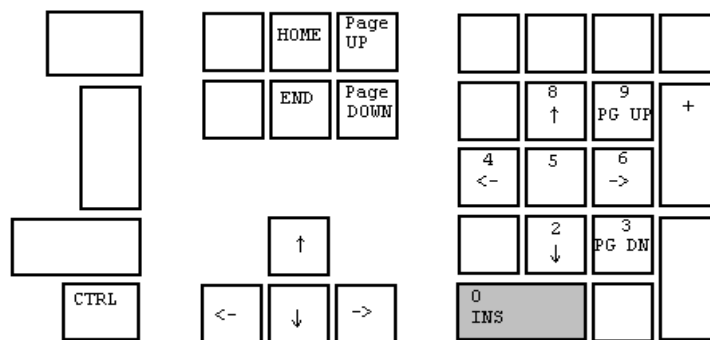 HOME
Page
UP
END
Page
DOWN
8
↑
9
PG UP
+
4
<-
5
6
->
2
↓
3
PG DN
↑
CTRL
<-
↓
->
0
INS